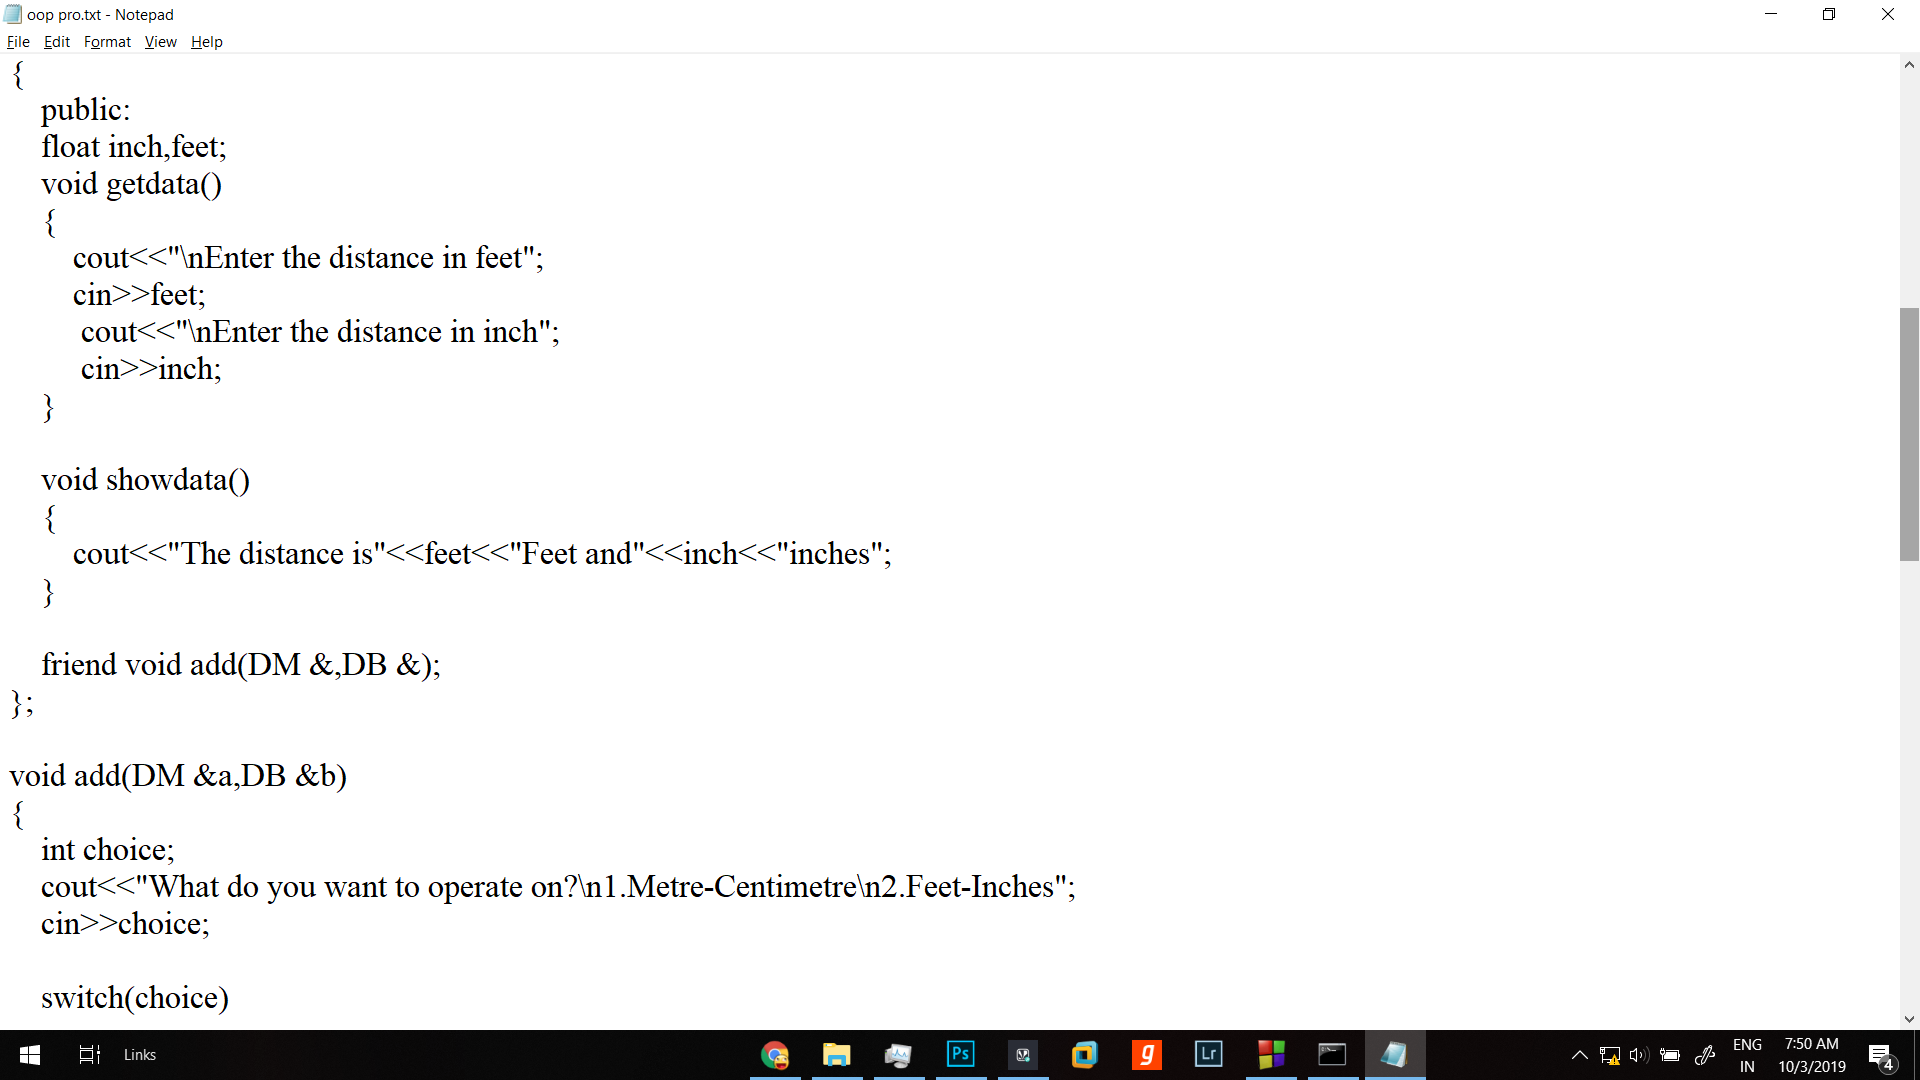 oop pro.txt - Notepad
File Edit Format View Help
{
public:
float inch,feet;
void getdata()
{
cout<<"\nEnter the distance in feet";
cin>>feet;
cout<<"\nEnter the distance in inch";
cin>>inch;
}
void showdata()
{
cout<<"The distance is"<<feet<<"Feet and"<<inch<<"inches";
}
friend void add(DM &,DB &);
};
void add(DM &a,DB &b)
{
int choice;
cout<<"What do you want to operate on?\n1.Metre-Centimetre\n2.Feet-Inches";
cin>>choice;
switch(choice)
Links
Ps
g
Lr
ENG
IN
7:50 AM
10/3/2019
4